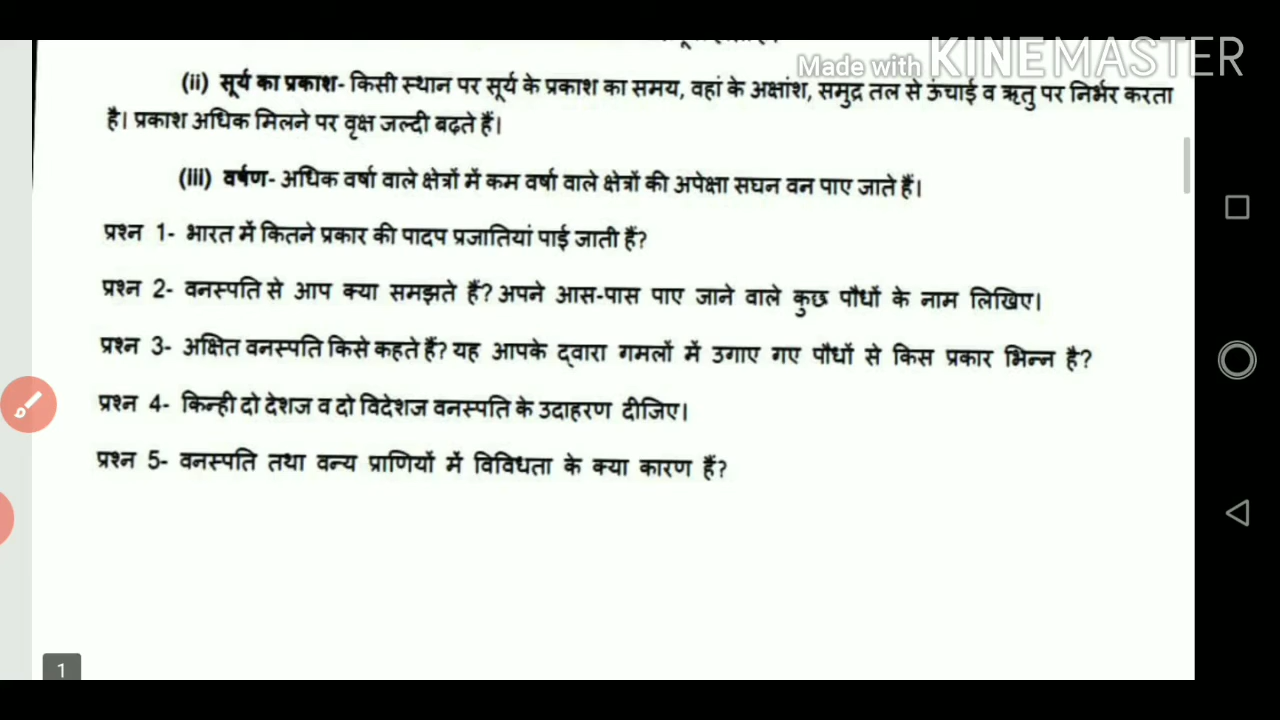 Made with KINEMASTER
(ii) सूर्य का प्रकाश- किसी स्थान पर सूर्य के प्रकाश का समय, वहां के अक्षांश, समुद्र तल से ऊंचाई व ऋतु पर निर्भर करता
है। प्रकाश अधिक मिलने पर वृक्ष जल्दी बढ़ते हैं।
(iii) वर्षण- अधिक वर्षा वाले क्षेत्रों में कम वर्षा वाले क्षेत्रों की अपेक्षा सघन वन पाए जाते हैं।
प्रश्न 1- भारत में कितने प्रकार की पादप प्रजातियां पाई जाती हैं?
प्रश्न 2- वनस्पति से आप क्या समझते हैं? अपने आस-पास पाए जाने वाले कुछ पौधों के नाम लिखिए।
प्रश्न 3- अक्षित वनस्पति किसे कहते हैं? यह आपके द्वारा गमलों में उगाए गए पौधों से किस प्रकार भिन्न है?
प्रश्न 4- किन्ही दो देशज व दो विदेशज वनस्पति के उदाहरण दीजिए।
प्रश्न 5- वनस्पति तथा वन्य प्राणियों में विविधता के क्या कारण हैं?
1